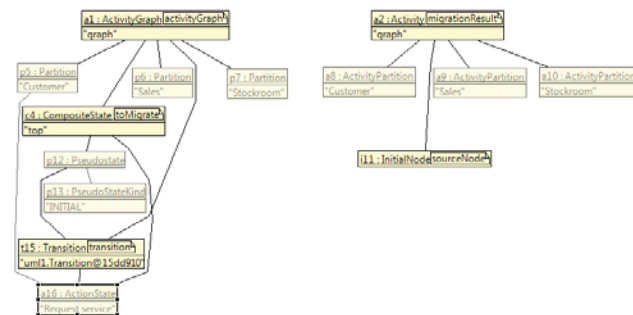 a1 : ActivityGraph activityGraph
"graph"
a2 : Activity migrationResult
"graph"
p5 : Partition
"Customer"
p6 : Partition
"Sales"
p7 : Partition
"Stockroom"
a8 : ActivityPartition
"Customer"
a9 : ActivityPartition
"Sales"
a10 : ActivityPartition
"Stockroom"
c4 : CompositeState toMigrate
"top"
p12 : Pseudostate
i11 : InitialNode sourceNode
p13 : PseudoStateKind
"INITIAL"
t15 : Transition transition
"uml1.Transition@15dd910"
a16 : ActionState
"Request service"